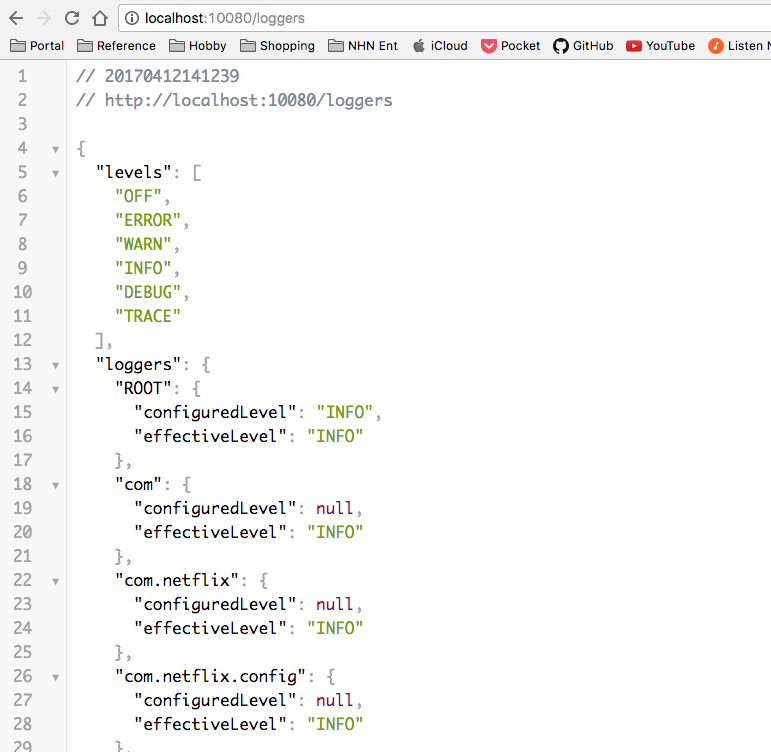 localhost:10080/loggers
Portal Reference Hobby Shopping NHN Ent iCloud Pocket GitHub YouTube Listen
1 // 20170412141239
2 // http://localhost:10080/loggers
3
4 {
5 "levels": [
6 "OFF",
7 "ERROR",
8 "WARN",
9 "INFO",
10 "DEBUG",
11 "TRACE"
12 ],
13 "loggers": {
14 "ROOT": {
15 "configuredLevel": "INFO",
16 "effectiveLevel": "INFO"
17 },
18 "com": {
19 "configuredLevel": null,
20 "effectiveLevel": "INFO"
21 },
22 "com.netflix": {
23 "configuredLevel": null,
24 "effectiveLevel": "INFO"
25 },
26 "com.netflix.config": {
27 "configuredLevel": null,
28 "effectiveLevel": "INFO"
29 },